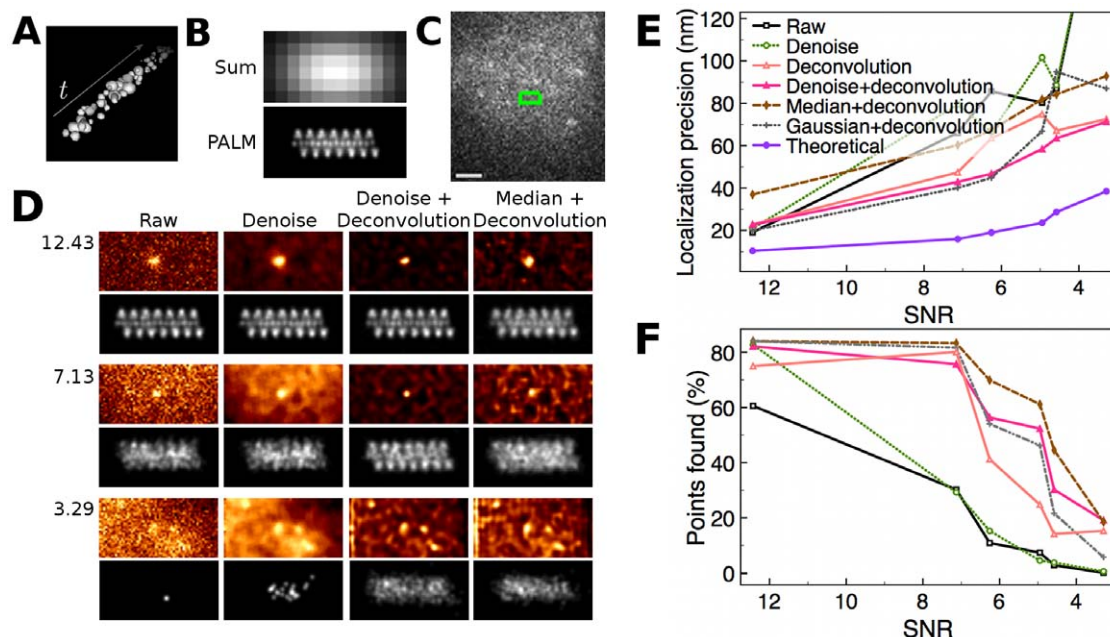 A
t
B
Sum
PALM
C
D
Raw
Denoise
Denoise +
Deconvolution
Median +
Deconvolution
12.43
7.13
3.29
E
Localization precision (nm)
120
100
80
60
40
20
Raw
Denoise
Deconvolution
Denoise+deconvolution
Median+deconvolution
Gaussian+deconvolution
Theoretical
12 10 8 6 4
SNR
F
Points found (%)
80
60
40
20
0
12 10 8 6 4
SNR